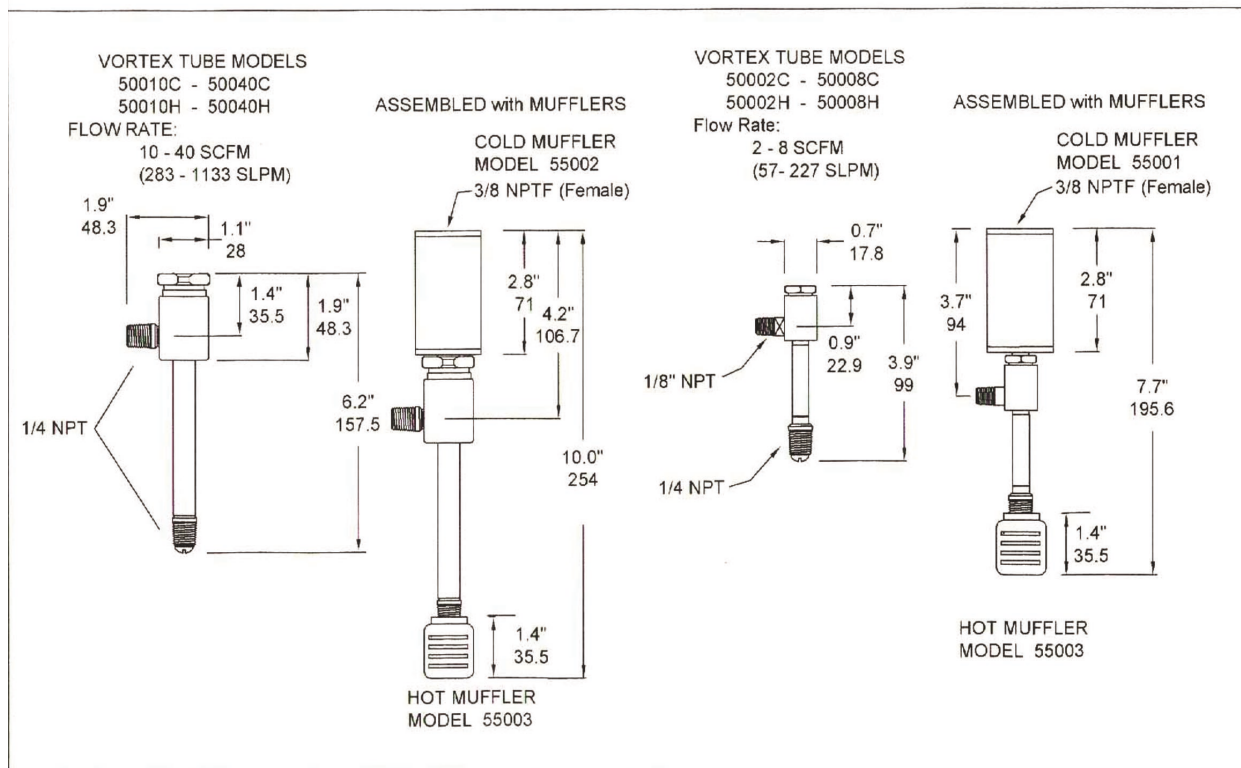 VORTEX TUBE MODELS
50010C - 50040C
50010H - 50040H
FLOW RATE:
10 - 40 SCFM
(283 - 1133 SLPM)
1.9"
48.3
1.1"
28
1.4"
35.5
1.9"
48.3
6.2"
157.5
1/4 NPT
ASSEMBLED with MUFFLERS
COLD MUFFLER
MODEL 55002
3/8 NPTF (Female)
2.8"
71
4.2"
106.7
10.0"
254
1.4"
35.5
HOT MUFFLER
MODEL 55003
VORTEX TUBE MODELS
50002C - 50008C
50002H - 50008H
Flow Rate:
2 - 8 SCFM
(57- 227 SLPM)
0.7"
17.8
0.9"
22.9
3.9"
99
1/8" NPT
1/4 NPT
ASSEMBLED with MUFFLERS
COLD MUFFLER
MODEL 55001
3/8 NPTF (Female)
3.7"
94
2.8"
71
7.7"
195.6
1.4"
35.5
HOT MUFFLER
MODEL 55003